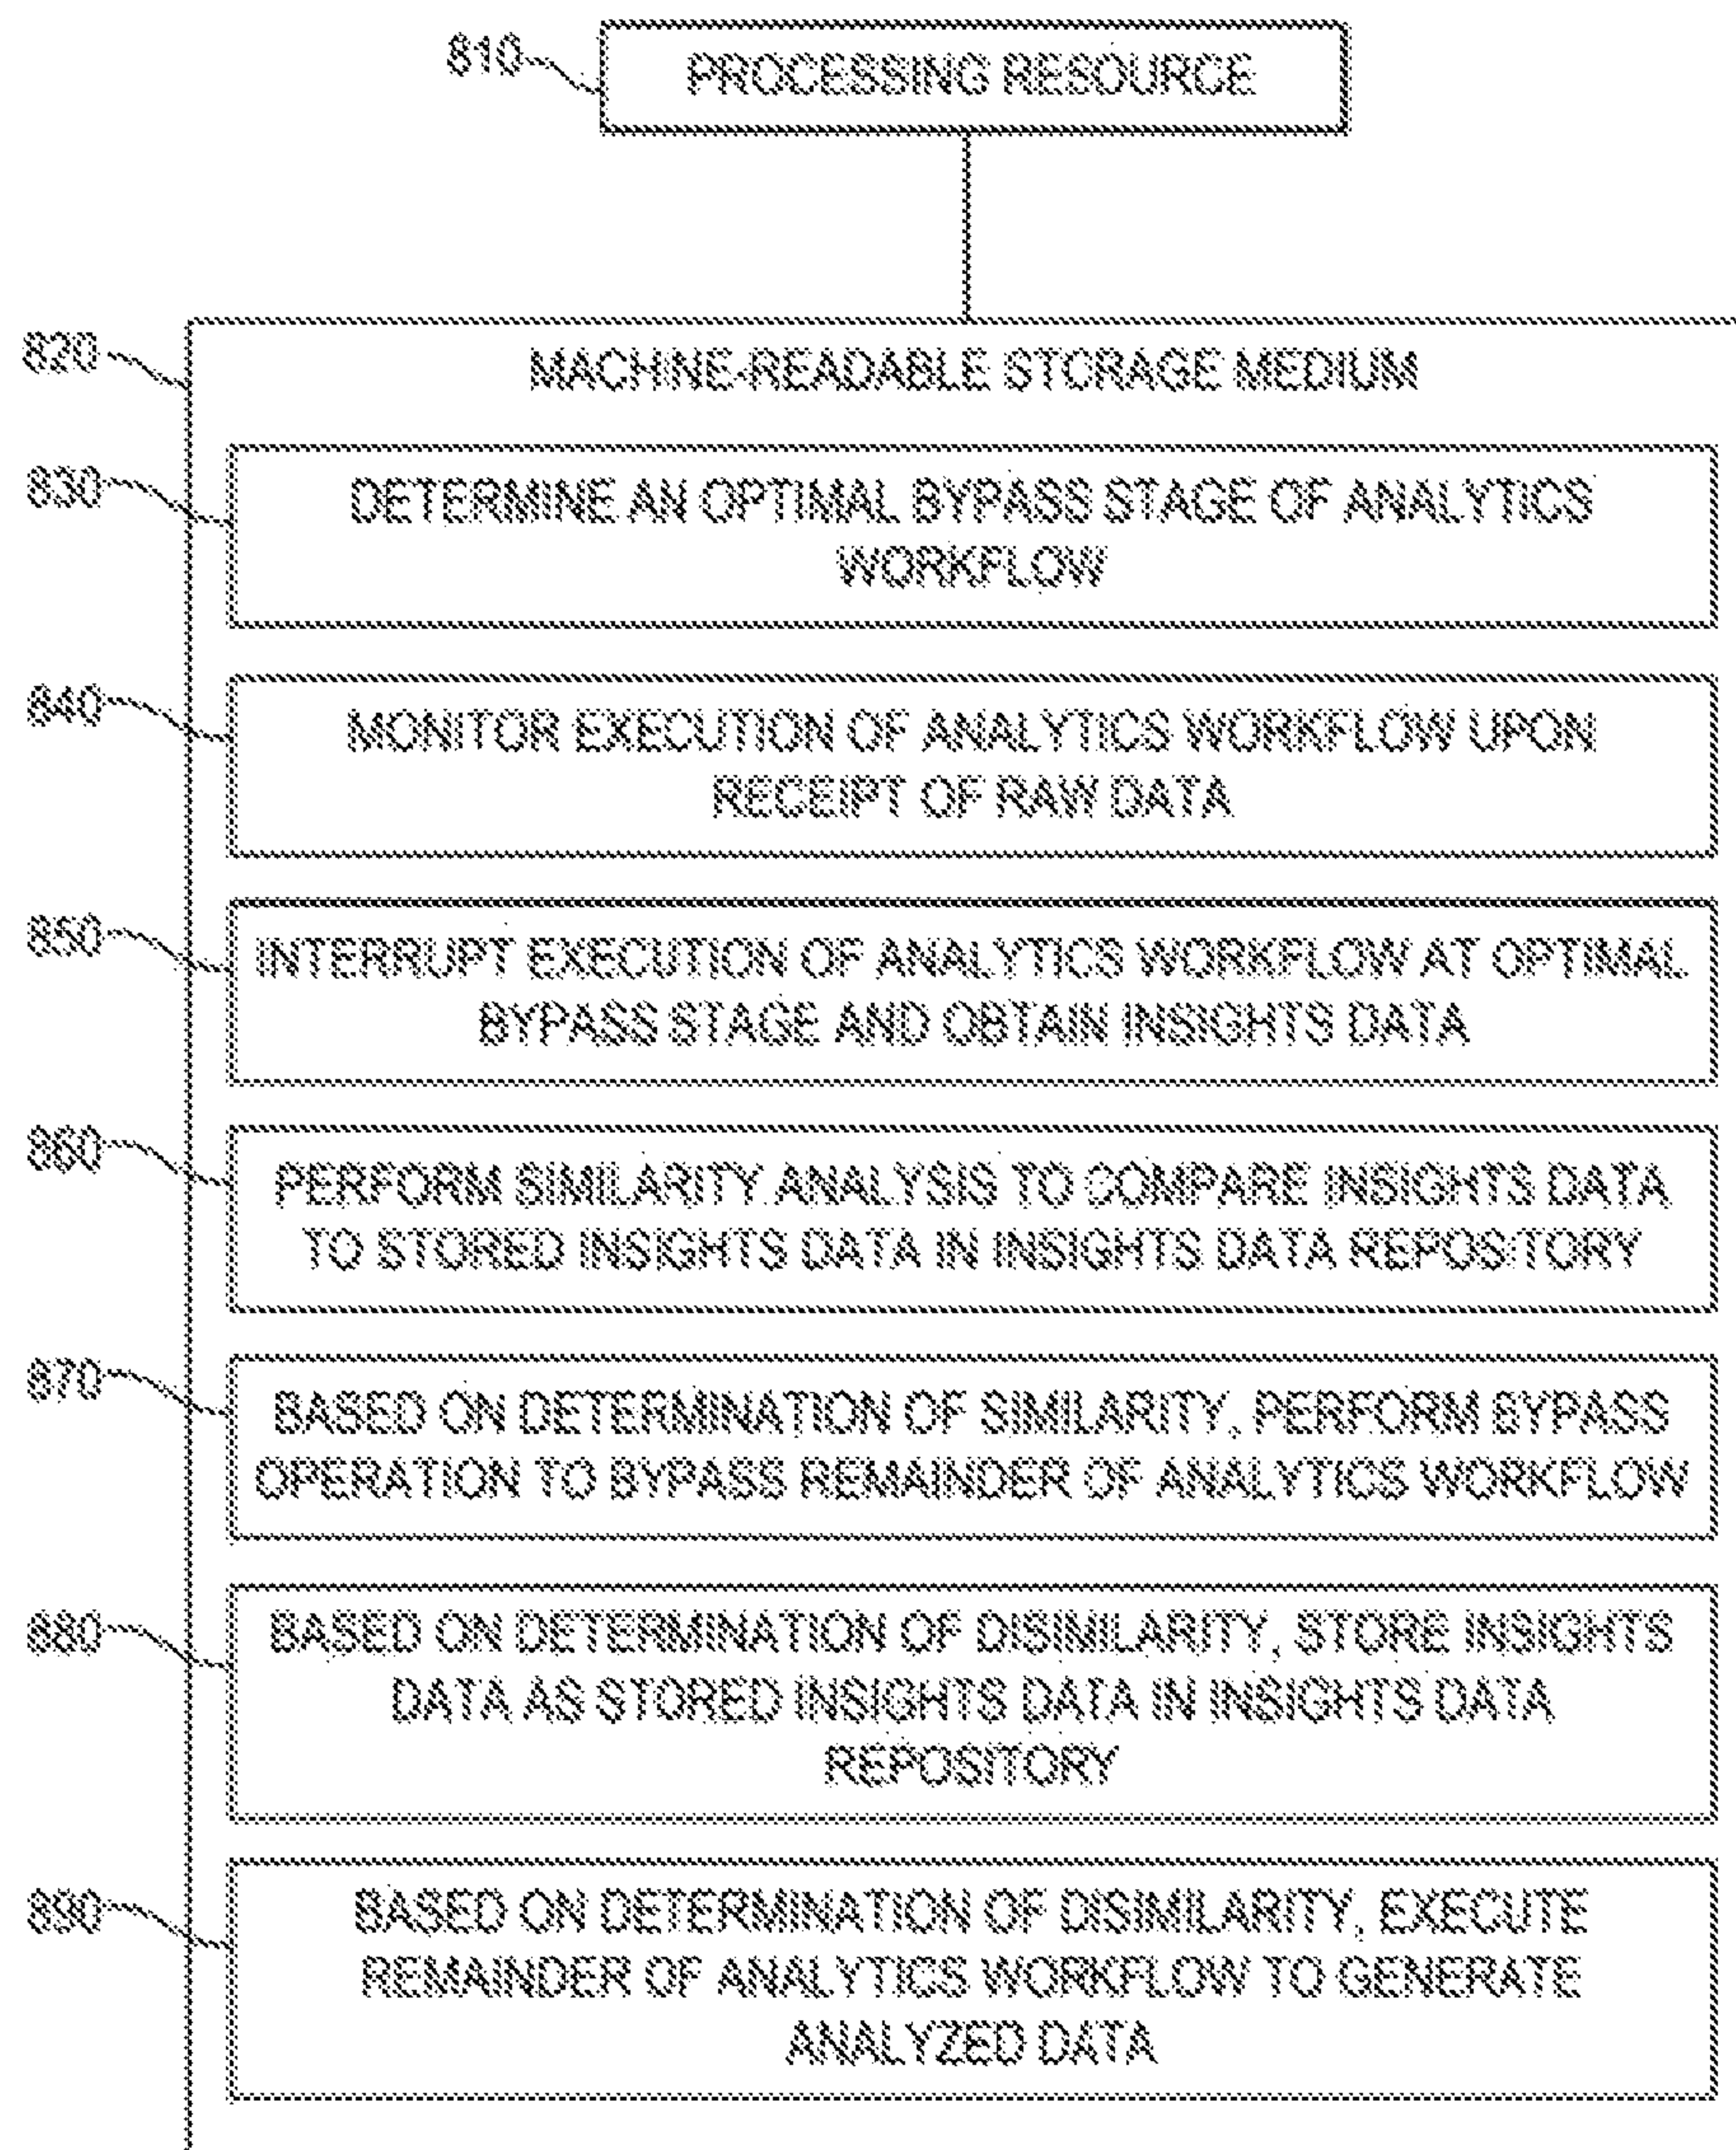 810
PROCESSING RESOURCE
820
MACHINE-READABLE STORAGE MEDIUM
830
DETERMINE AN OPTIMAL BYPASS STAGE OF ANALYTICS
WORKFLOW
840
MONITOR EXECUTION OF ANALYTICS WORKFLOW UPON
RECEIPT OF RAW DATA
850
INTERRUPT EXECUTION OF ANALYTICS WORKFLOW AT OPTIMAL
BYPASS STAGE AND OBTAIN INSIGHTS DATA
860
PERFORM SIMILARITY ANALYSIS TO COMPARE INSIGHTS DATA
TO STORED INSIGHTS DATA IN INSIGHTS DATA REPOSITORY
870
BASED ON DETERMINATION OF SIMILARITY, PERFORM BYPASS
OPERATION TO BYPASS REMAINDER OF ANALYTICS WORKFLOW
880
BASED ON DETERMINATION OF DISIMILARITY, STORE INSIGHTS
DATA AS STORED INSIGHTS DATA IN INSIGHTS DATA
REPOSITORY
890
BASED ON DETERMINATION OF DISIMILARITY, EXECUTE
REMAINDER OF ANALYTICS WORKFLOW TO GENERATE
ANALYZED DATA